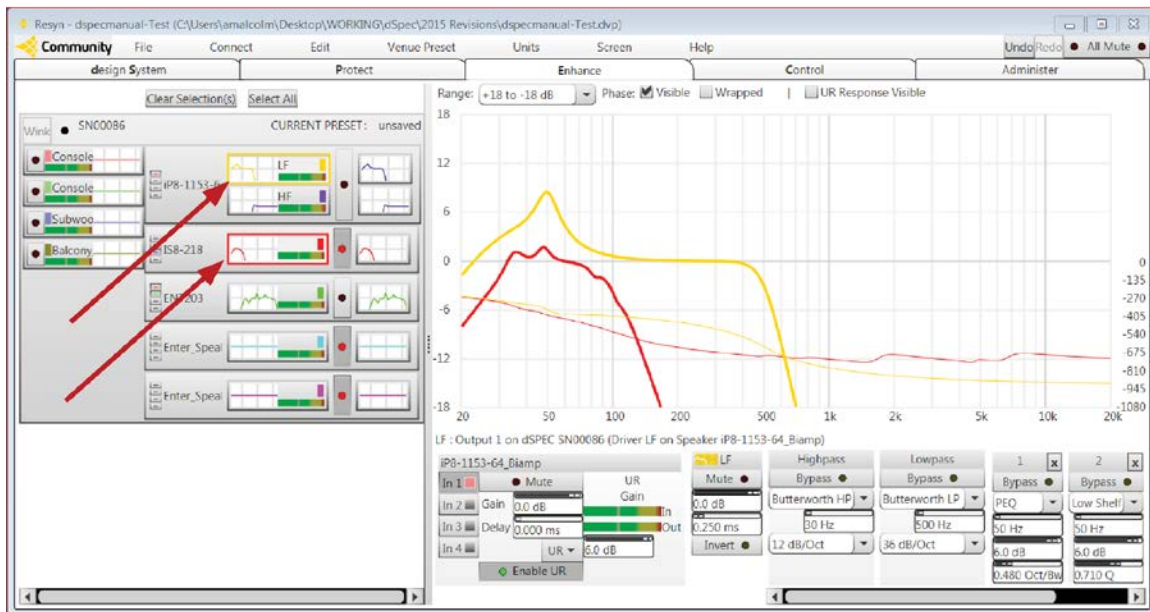 Resyn - dspecmanual-Test (C:\Users\amalcolm\Desktop\WORKING\dSpec\2015 Revisions\dspecmanual-Test.dvp)
Community File Connect Edit Venue Preset Units Screen Help Undo Redo All Mute
design System Protect Enhance Control Administer
Clear Selection(s) Select All
Range: +18 to -18 dB Phase: Visible Wrapped | UR Response Visible
Wink SN00086 CURRENT PRESET: unsaved
Console
Console
Subwoo
Balcony
iP8-1153-6
LF
HF
IS8-218
Enter_Speal
Enter_Speal
18
12
6
0
-6
-12
-18
0
-135
-270
-405
-540
-675
-810
-945
-1080
20 50 100 200 500 1k 2k 5k 10k 20k
LF : Output 1 on dSPEC SN00086 (Driver LF on Speaker iP8-1153-64_Biamp)
iP8-1153-64_Biamp LF Highpass Lowpass 1 x 2 x
In 1 Mute UR Mute Bypass Bypass Bypass Bypass
In 2 Gain 0.0 dB Gain In 0.0 dB Butterworth HP Butterworth LP PEQ Low Shelf
In 3 Delay 0.000 ms Out 0.250 ms 30 Hz 500 Hz 50 Hz 50 Hz
In 4 UR 6.0 dB Invert 12 dB/Oct 36 dB/Oct 6.0 dB 6.0 dB
Enable UR 0.480 Oct/Bw 0.710 Q